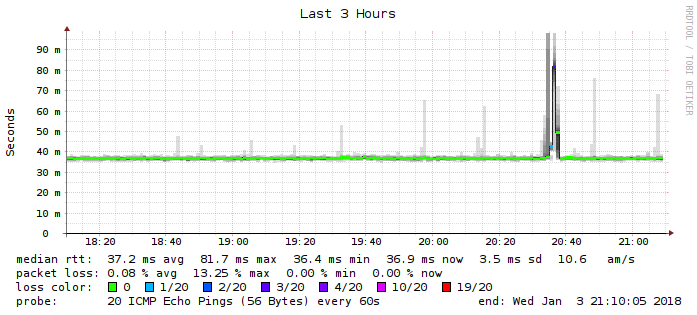 Last 3 Hours
RRDTOOL / TOBI OETIKER
Seconds
90 m
80 m
70 m
60 m
50 m
40 m
30 m
20 m
10 m
0
18:20 18:40 19:00 19:20 19:40 20:00 20:20 20:40 21:00
median rtt: 37.2 ms avg 81.7 ms max 36.4 ms min 36.9 ms now 3.5 ms sd 10.6 am/s
packet loss: 0.08 % avg 13.25 % max 0.00 % min 0.00 % now
loss color: 0 1/20 2/20 3/20 4/20 10/20 19/20
probe: 20 ICMP Echo Pings (56 Bytes) every 60s end: Wed Jan 3 21:10:05 2018